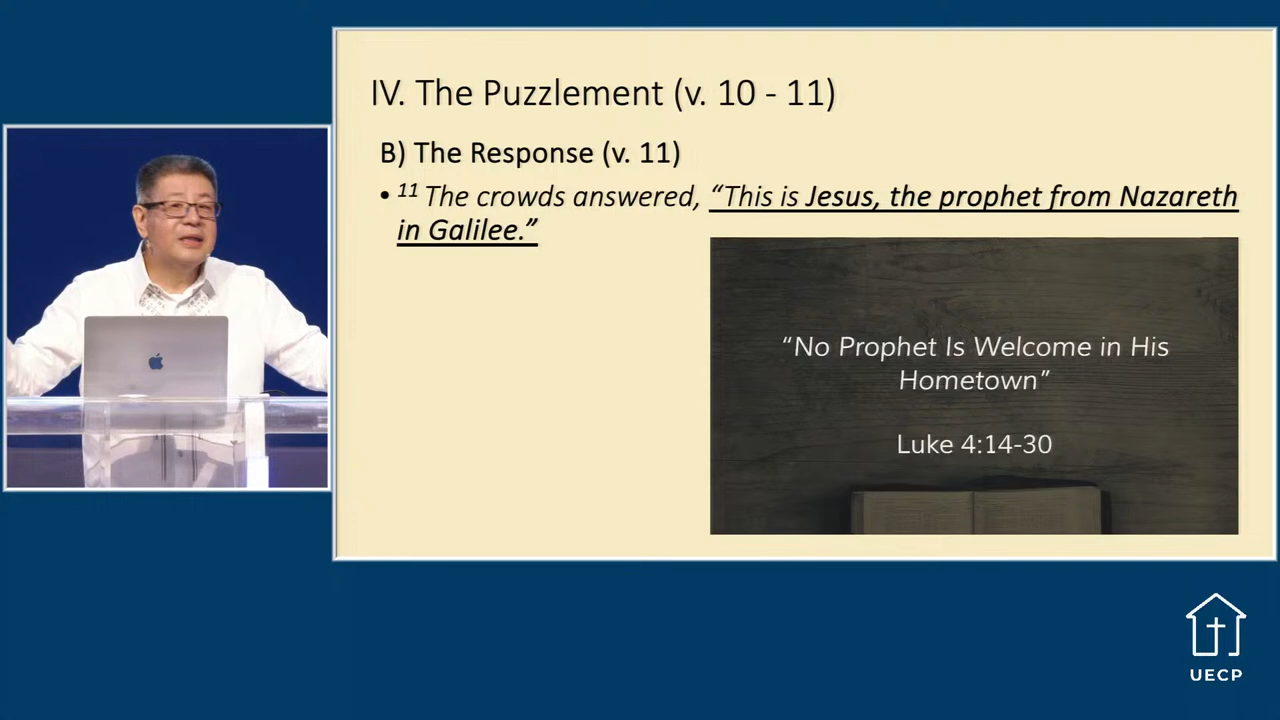 IV. The Puzzlement (v. 10 - 11)
B) The Response (v. 11)
• 11 The crowds answered, “This is Jesus, the prophet from Nazareth
in Galilee.”
“No Prophet Is Welcome in His
Hometown”
Luke 4:14-30
UECP